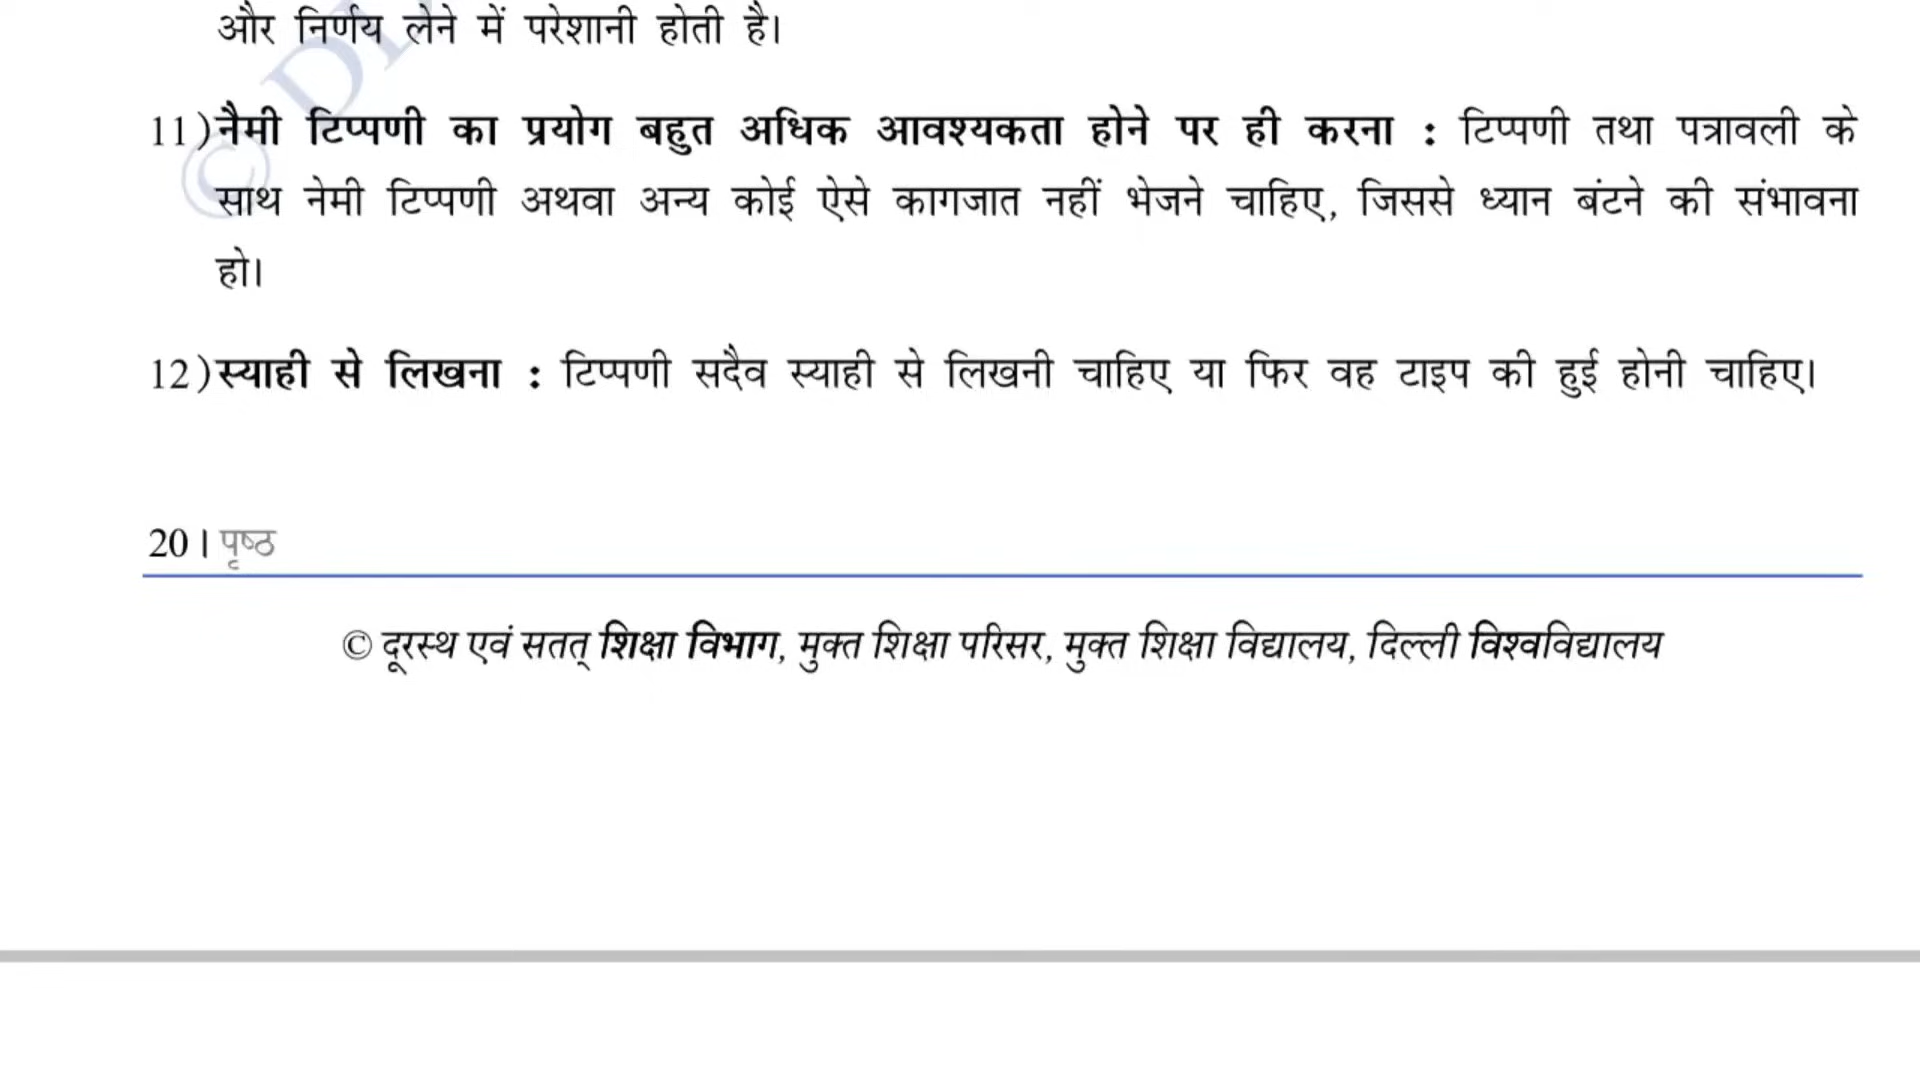 और निर्णय लेने में परेशानी होती है।
11)नैमी टिप्पणी का प्रयोग बहुत अधिक आवश्यकता होने पर ही करना : टिप्पणी तथा पत्रावली के
साथ नेमी टिप्पणी अथवा अन्य कोई ऐसे कागजात नहीं भेजने चाहिए, जिससे ध्यान बंटने की संभावना
हो।
12)स्याही से लिखना : टिप्पणी सदैव स्याही से लिखनी चाहिए या फिर वह टाइप की हुई होनी चाहिए।
20 | पृष्ठ
© दूरस्थ एवं सतत् शिक्षा विभाग, मुक्त शिक्षा परिसर, मुक्त शिक्षा विद्यालय, दिल्ली विश्वविद्यालय